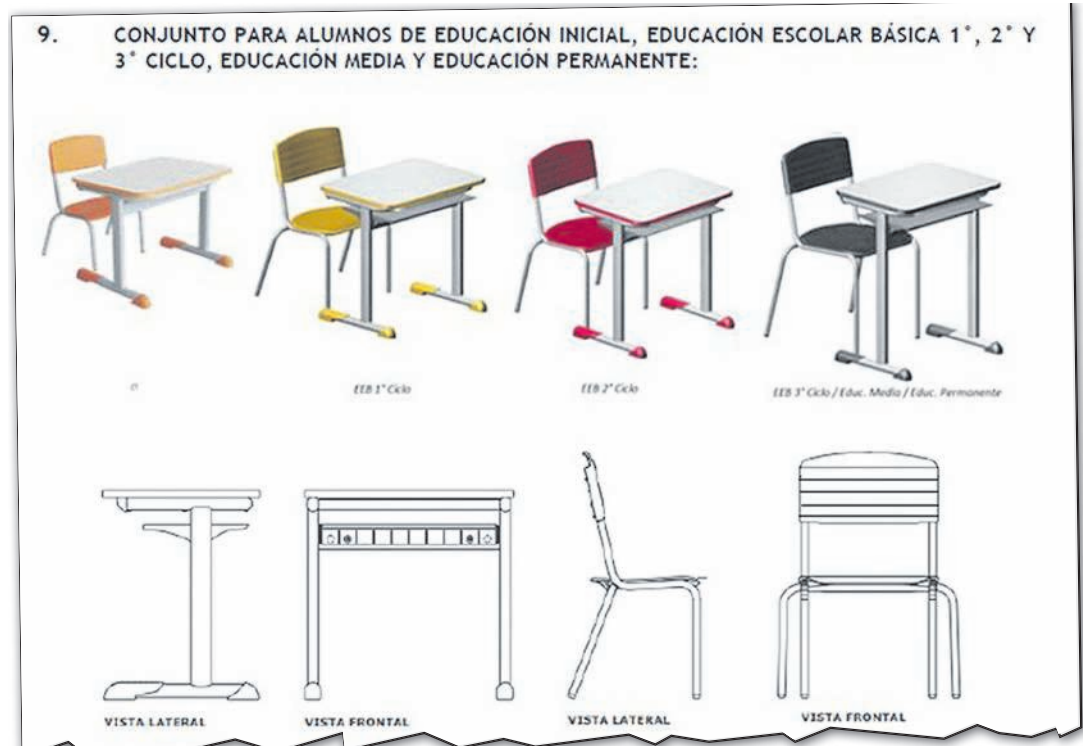 9. CONJUNTO PARA ALUMNOS DE EDUCACIÓN INICIAL, EDUCACIÓN ESCOLAR BÁSICA 1°, 2° Y
3° CICLO, EDUCACIÓN MEDIA Y EDUCACIÓN PERMANENTE:
EEB 1° Ciclo
EEB 2° Ciclo
EEB 3° Ciclo / Educ. Media / Educ. Permanente
VISTA LATERAL
VISTA FRONTAL
VISTA LATERAL
VISTA FRONTAL